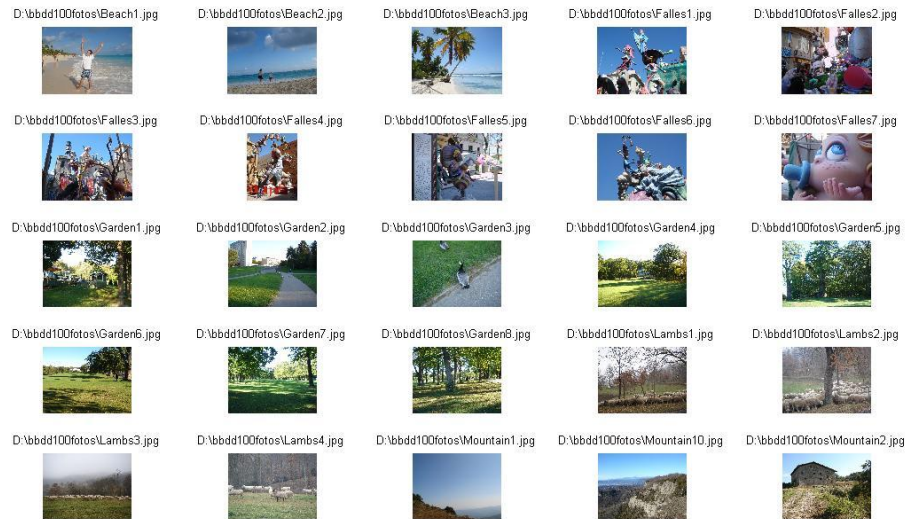 D:\bbdd100fotos\Beach1.jpg D:\bbdd100fotos\Beach2.jpg D:\bbdd100fotos\Beach3.jpg D:\bbdd100fotos\Falles1.jpg D:\bbdd100fotos\Falles2.jpg
D:\bbdd100fotos\Falles3.jpg D:\bbdd100fotos\Falles4.jpg D:\bbdd100fotos\Falles5.jpg D:\bbdd100fotos\Falles6.jpg D:\bbdd100fotos\Falles7.jpg
D:\bbdd100fotos\Garden1.jpg D:\bbdd100fotos\Garden2.jpg D:\bbdd100fotos\Garden3.jpg D:\bbdd100fotos\Garden4.jpg D:\bbdd100fotos\Garden5.jpg
D:\bbdd100fotos\Garden6.jpg D:\bbdd100fotos\Garden7.jpg D:\bbdd100fotos\Garden8.jpg D:\bbdd100fotos\Lambs1.jpg D:\bbdd100fotos\Lambs2.jpg
D:\bbdd100fotos\Lambs3.jpg D:\bbdd100fotos\Lambs4.jpg D:\bbdd100fotos\Mountain1.jpg D:\bbdd100fotos\Mountain10.jpg D:\bbdd100fotos\Mountain2.jpg